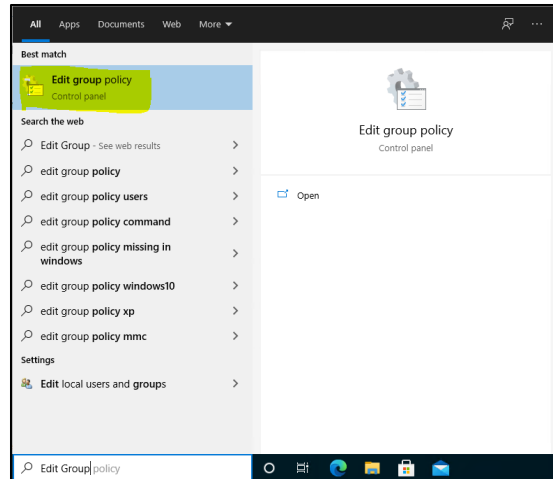 All Apps Documents Web More
Best match
Edit group policy
Control panel
Search the web
Edit Group - See web results
edit group policy
edit group policy users
edit group policy command
edit group policy missing in
windows
edit group policy windows10
edit group policy xp
edit group policy mmc
Settings
Edit local users and groups
Edit group policy
Control panel
Open
Edit Group policy